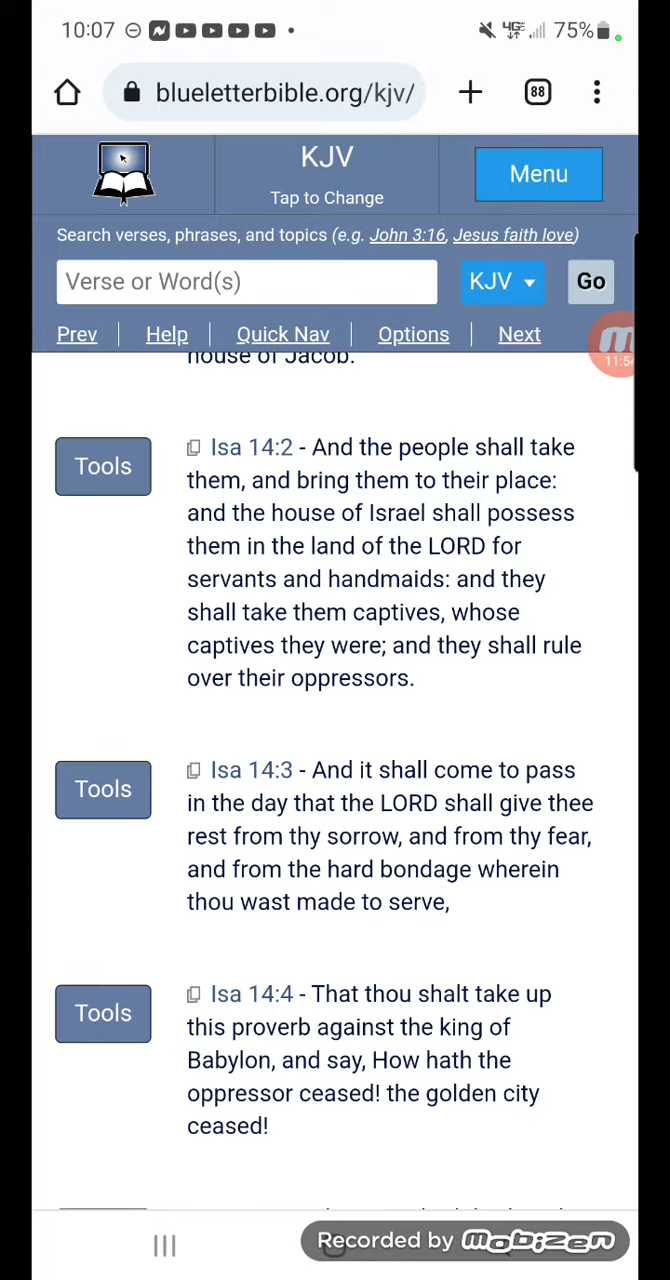 10:07 75%
blueletterbible.org/kjv/ 88
KJV
Tap to Change
Menu
Search verses, phrases, and topics (e.g. John 3:16, Jesus faith love)
Verse or Word(s) KJV Go
Prev Help Quick Nav Options Next
11:54
house of Jacob.
Tools
Isa 14:2 - And the people shall take
them, and bring them to their place:
and the house of Israel shall possess
them in the land of the LORD for
servants and handmaids: and they
shall take them captives, whose
captives they were; and they shall rule
over their oppressors.
Tools
Isa 14:3 - And it shall come to pass
in the day that the LORD shall give thee
rest from thy sorrow, and from thy fear,
and from the hard bondage wherein
thou wast made to serve,
Tools
Isa 14:4 - That thou shalt take up
this proverb against the king of
Babylon, and say, How hath the
oppressor ceased! the golden city
ceased!
Recorded by mobizen